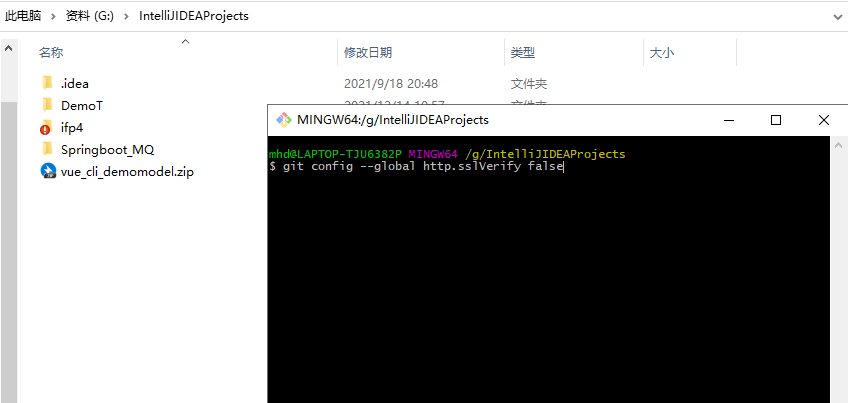 此电脑 > 资料 (G:) > IntelliJIDEAProjects
名称 修改日期 类型 大小
.idea 2021/9/18 20:48 文件夹
DemoT
ifp4
Springboot_MQ
vue_cli_demomodel.zip
MINGW64:/g/IntelliJIDEAProjects
mhd@LAPTOP-TJU6382P MINGW64 /g/IntelliJIDEAProjects
$ git config --global http.sslVerify false